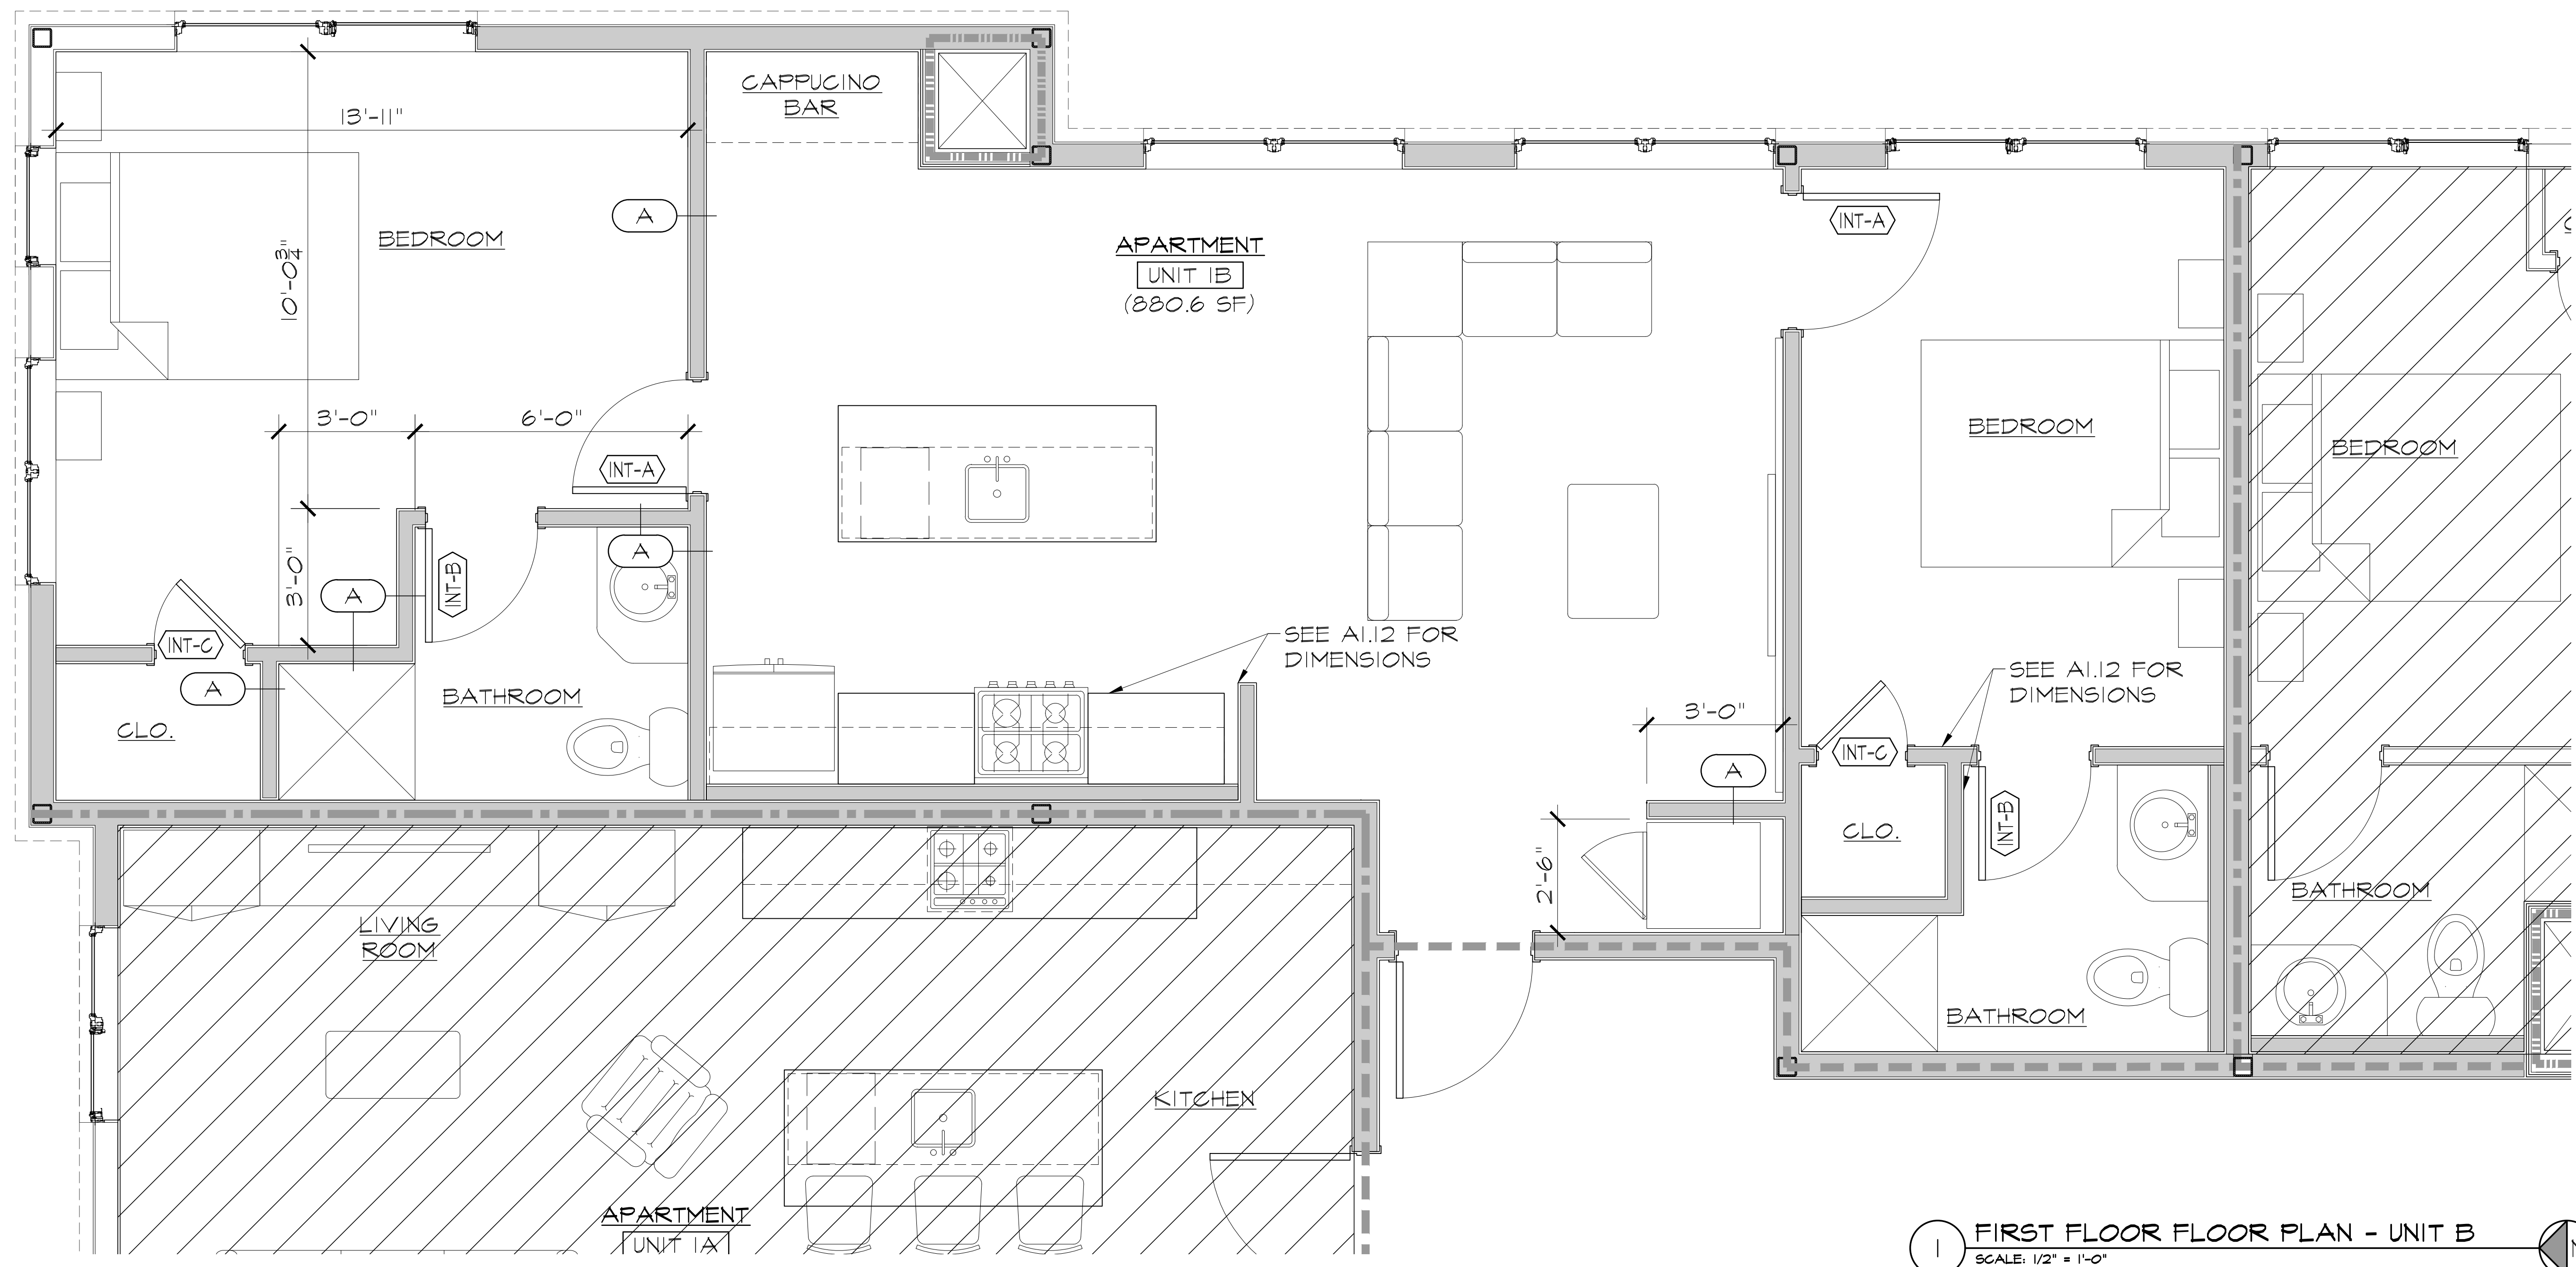 CAPPUCINO
BAR
13'-11"
A
BEDROOM
10'-0 3/4"
APARTMENT
UNIT 1B
(880.6 SF)
INT-A
3'-0"
6'-0"
INT-A
BEDROOM
BEDROOM
A
3'-0"
A
INT-B
INT-C
A
CLO.
BATHROOM
SEE A1.12 FOR
DIMENSIONS
SEE A1.12 FOR
DIMENSIONS
3'-0"
A
INT-C
INT-B
CLO.
2'-6"
BATHROOM
LIVING
ROOM
BATHROOM
KITCHEN
APARTMENT
UNIT 1A
1
FIRST FLOOR FLOOR PLAN - UNIT B
SCALE: 1/2" = 1'-0"